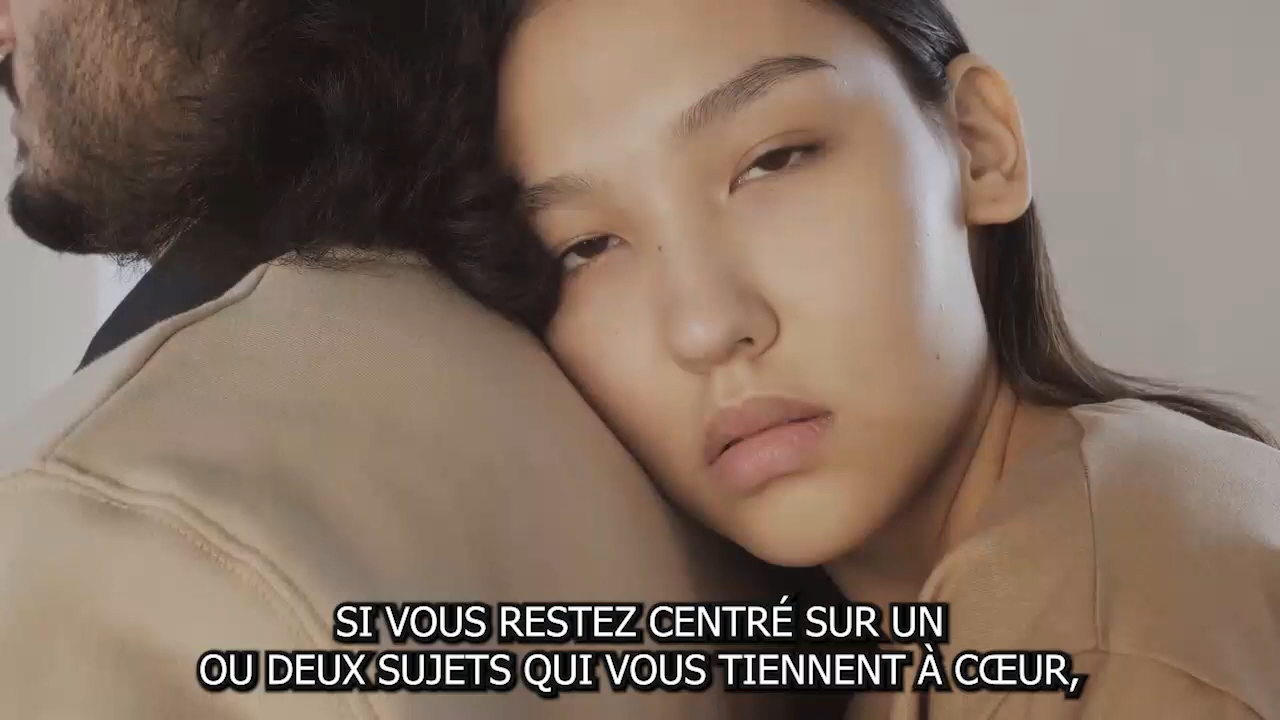 SI VOUS RESTEZ CENTRÉ SUR UN
OU DEUX SUJETS QUI VOUS TIENNENT À CŒUR,